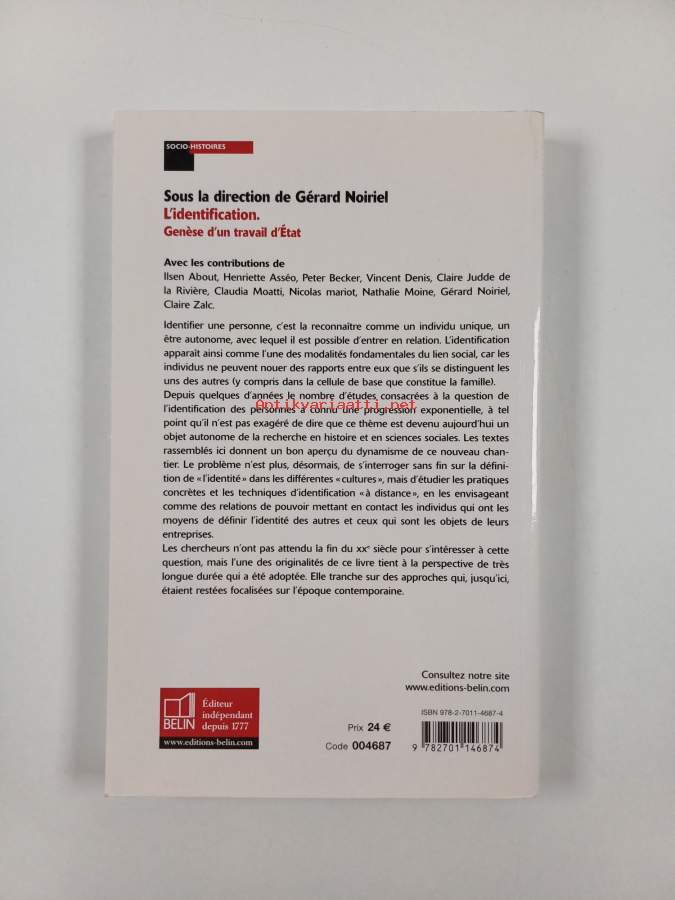 SOCIO-HISTOIRES
Sous la direction de Gérard Noiriel
L'identification.
Genèse d'un travail d'État
Avec les contributions de
Ilsen About, Henriette Asséo, Peter Becker, Vincent Denis, Claire Judde de
la Rivière, Claudia Moatti, Nicolas mariot, Nathalie Moine, Gérard Noiriel,
Claire Zalc.
Identifier une personne, c'est la reconnaître comme un individu unique, un
être autonome, avec lequel il est possible d'entrer en relation. L'identification
apparaît ainsi comme l'une des modalités fondamentales du lien social, car les
individus ne peuvent nouer des rapports entre eux que s'ils se distinguent les
uns des autres (y compris dans la cellule de base que constitue la famille).
Depuis quelques d'années le nombre d'études consacrées à la question de
l'identification des personnes a connu une progression exponentielle, à tel
Antikvariaatti.net
point qu'il n'est pas exagéré de dire que ce thème est devenu aujourd'hui un
objet autonome de la recherche en histoire et en sciences sociales. Les textes
rassemblés ici donnent un bon aperçu du dynamisme de ce nouveau chan-
tier. Le problème n'est plus, désormais, de s'interroger sans fin sur la défini-
tion de « l'identité » dans les différentes « cultures », mais d'étudier les pratiques
concrètes et les techniques d'identification « à distance », en les envisageant
comme des relations de pouvoir mettant en contact les individus qui ont les
moyens de définir l'identité des autres et ceux qui sont les objets de leurs
entreprises.
Les chercheurs n'ont pas attendu la fin du XXe siècle pour s'intéresser à cette
question, mais l'une des originalités de ce livre tient à la perspective de très
longue durée qui a été adoptée. Elle tranche sur des approches qui, jusqu'ici,
étaient restées focalisées sur l'époque contemporaine.
Consultez notre site
www.editions-belin.com
BELIN
Éditeur
indépendant
depuis 1777
www.editions-belin.com
Prix 24 €
Code 004687
ISBN 978-2-7011-4687-4
9 782701 146874